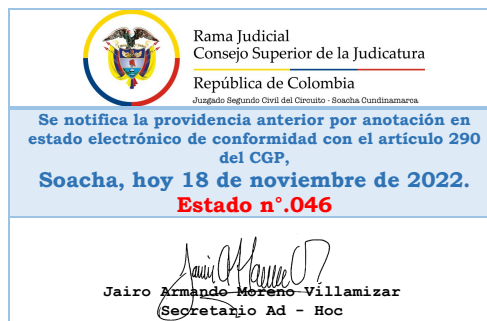 Rama Judicial
Consejo Superior de la Judicatura
República de Colombia
Juzgado Segundo Civil del Circuito - Soacha Cundinamarca
Se notifica la providencia anterior por anotación en
estado electrónico de conformidad con el artículo 290
del CGP,
Soacha, hoy 18 de noviembre de 2022.
Estado n°.046
Jairo Armando Moreno Villamizar
Secretario Ad - Hoc